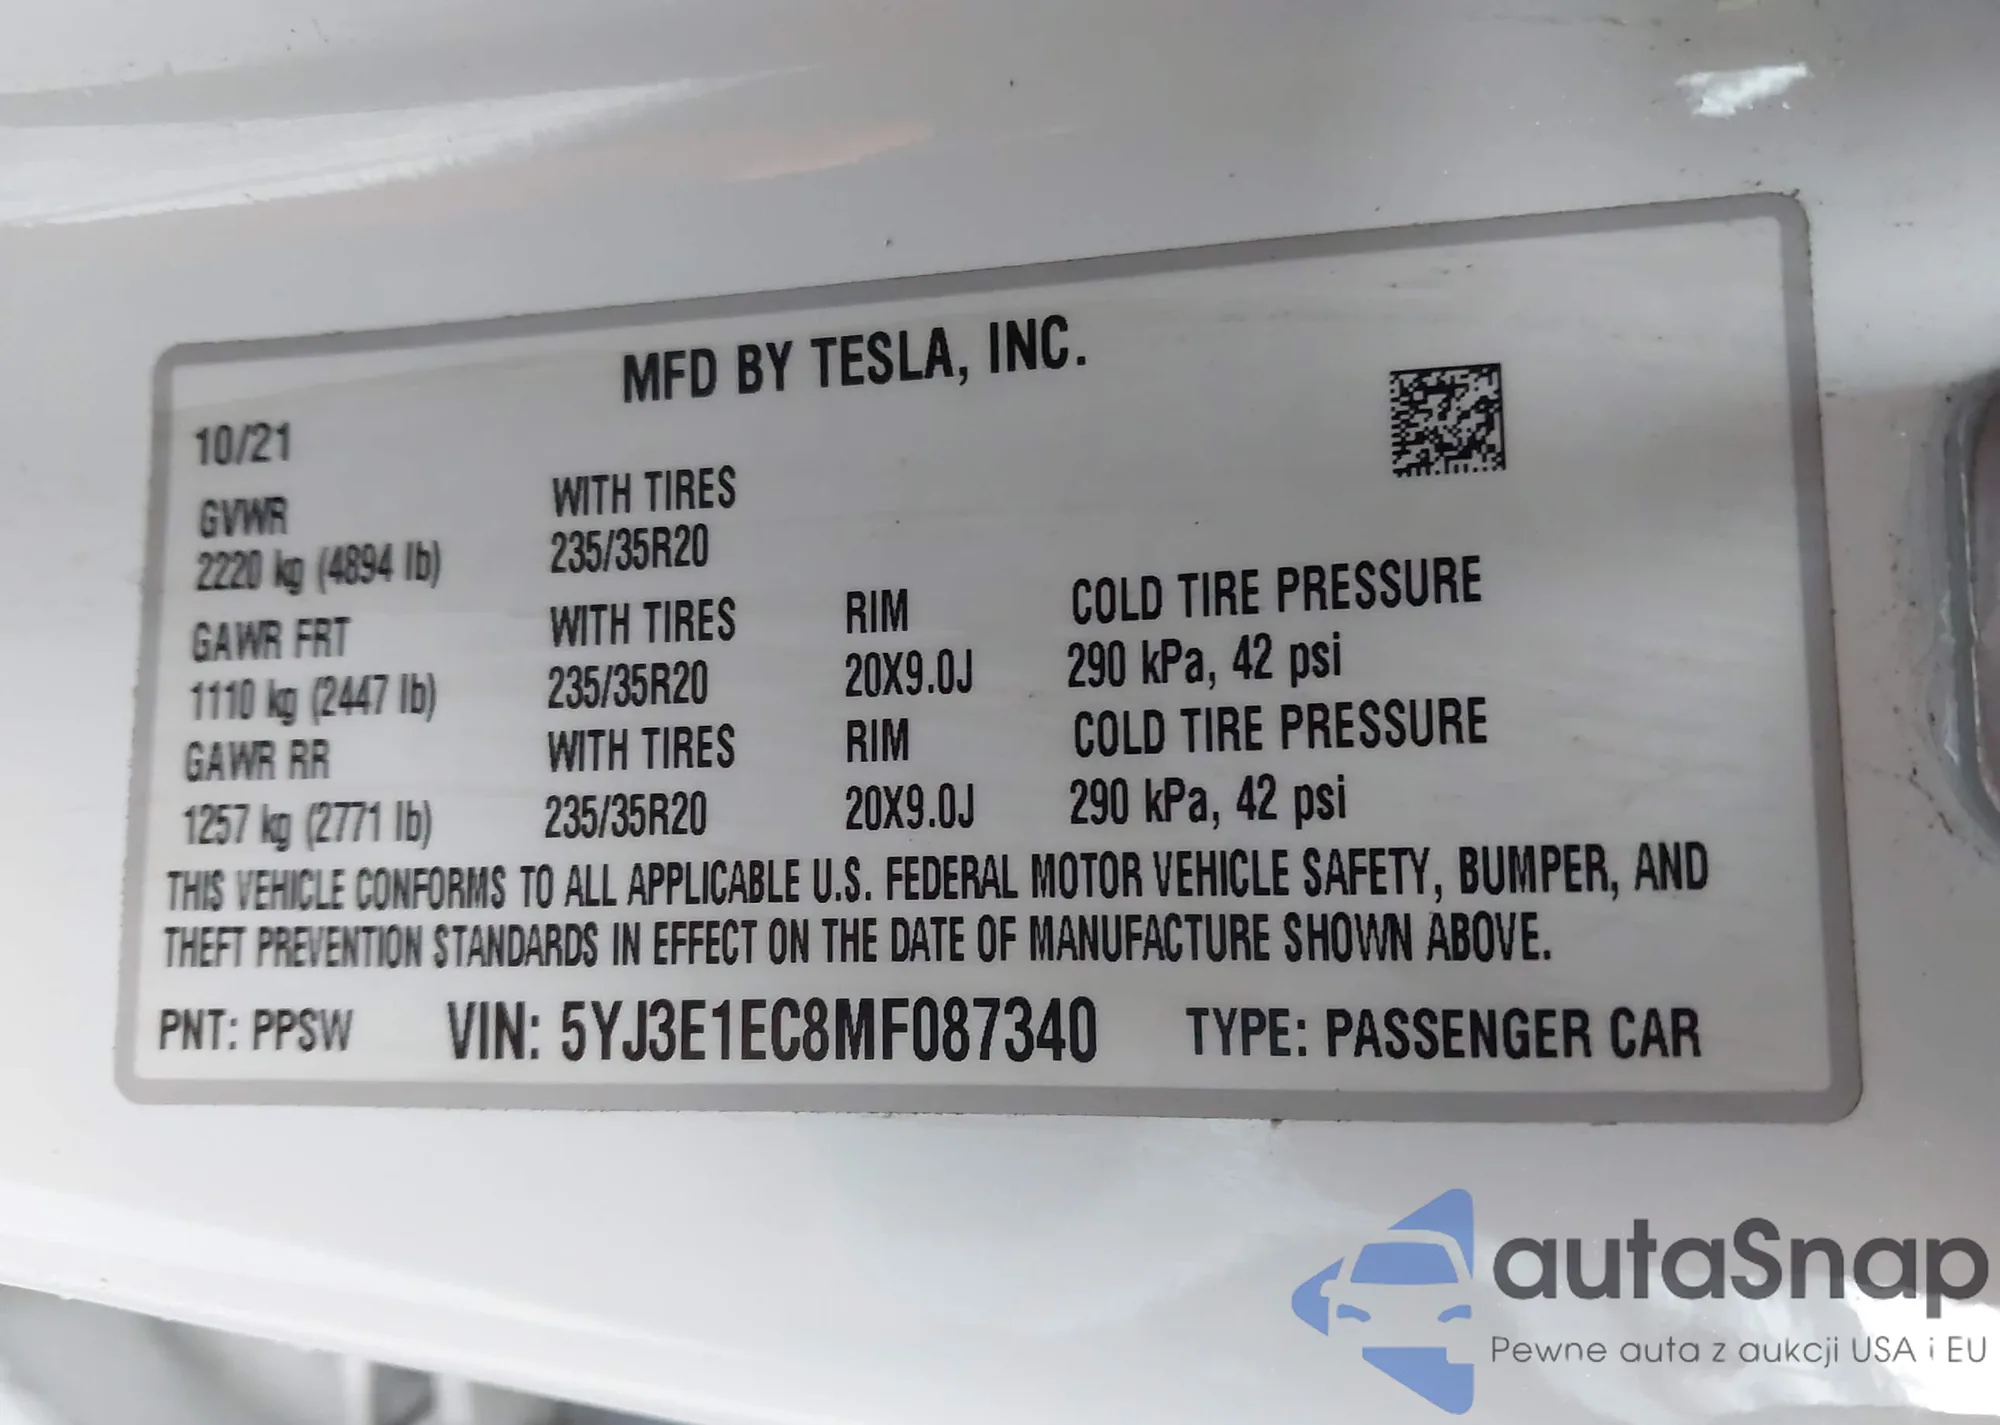 MFD BY TESLA, INC.
10/21
GVWR WITH TIRES
2220 kg (4894 lb) 235/35R20
GAWR FRT WITH TIRES RIM COLD TIRE PRESSURE
1110 kg (2447 lb) 235/35R20 20X9.0J 290 kPa, 42 psi
GAWR RR WITH TIRES RIM COLD TIRE PRESSURE
1257 kg (2771 lb) 235/35R20 20X9.0J 290 kPa, 42 psi
THIS VEHICLE CONFORMS TO ALL APPLICABLE U.S. FEDERAL MOTOR VEHICLE SAFETY, BUMPER, AND
THEFT PREVENTION STANDARDS IN EFFECT ON THE DATE OF MANUFACTURE SHOWN ABOVE.
PNT: PPSW VIN: 5YJ3E1EC8MF087340 TYPE: PASSENGER CAR
autaSnap
Pewne auta z aukcji USA i EU